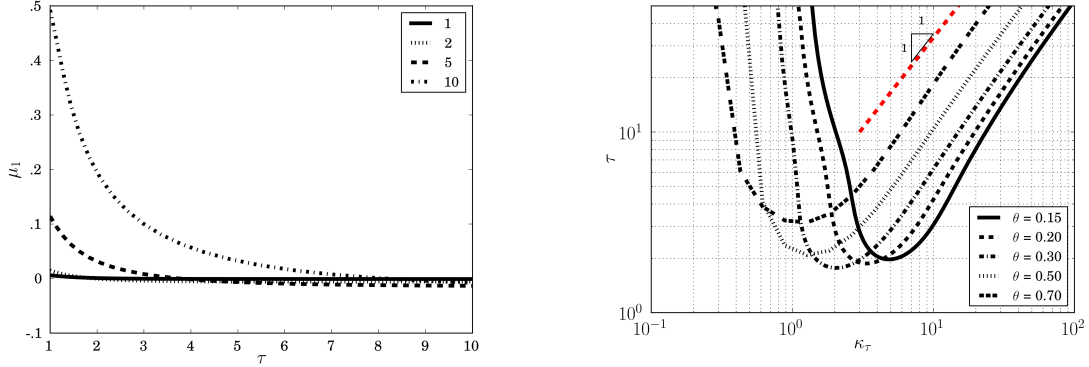 .5
.4
.3
.2
.1
0
-.1
μ₁
1 2 3 4 5 6 7 8 9 10
τ
1
2
5
10
10¹
10⁰
τ
10⁻¹ 10⁰ 10¹ 10²
κ_τ
1
1
θ = 0.15
θ = 0.20
θ = 0.30
θ = 0.50
θ = 0.70